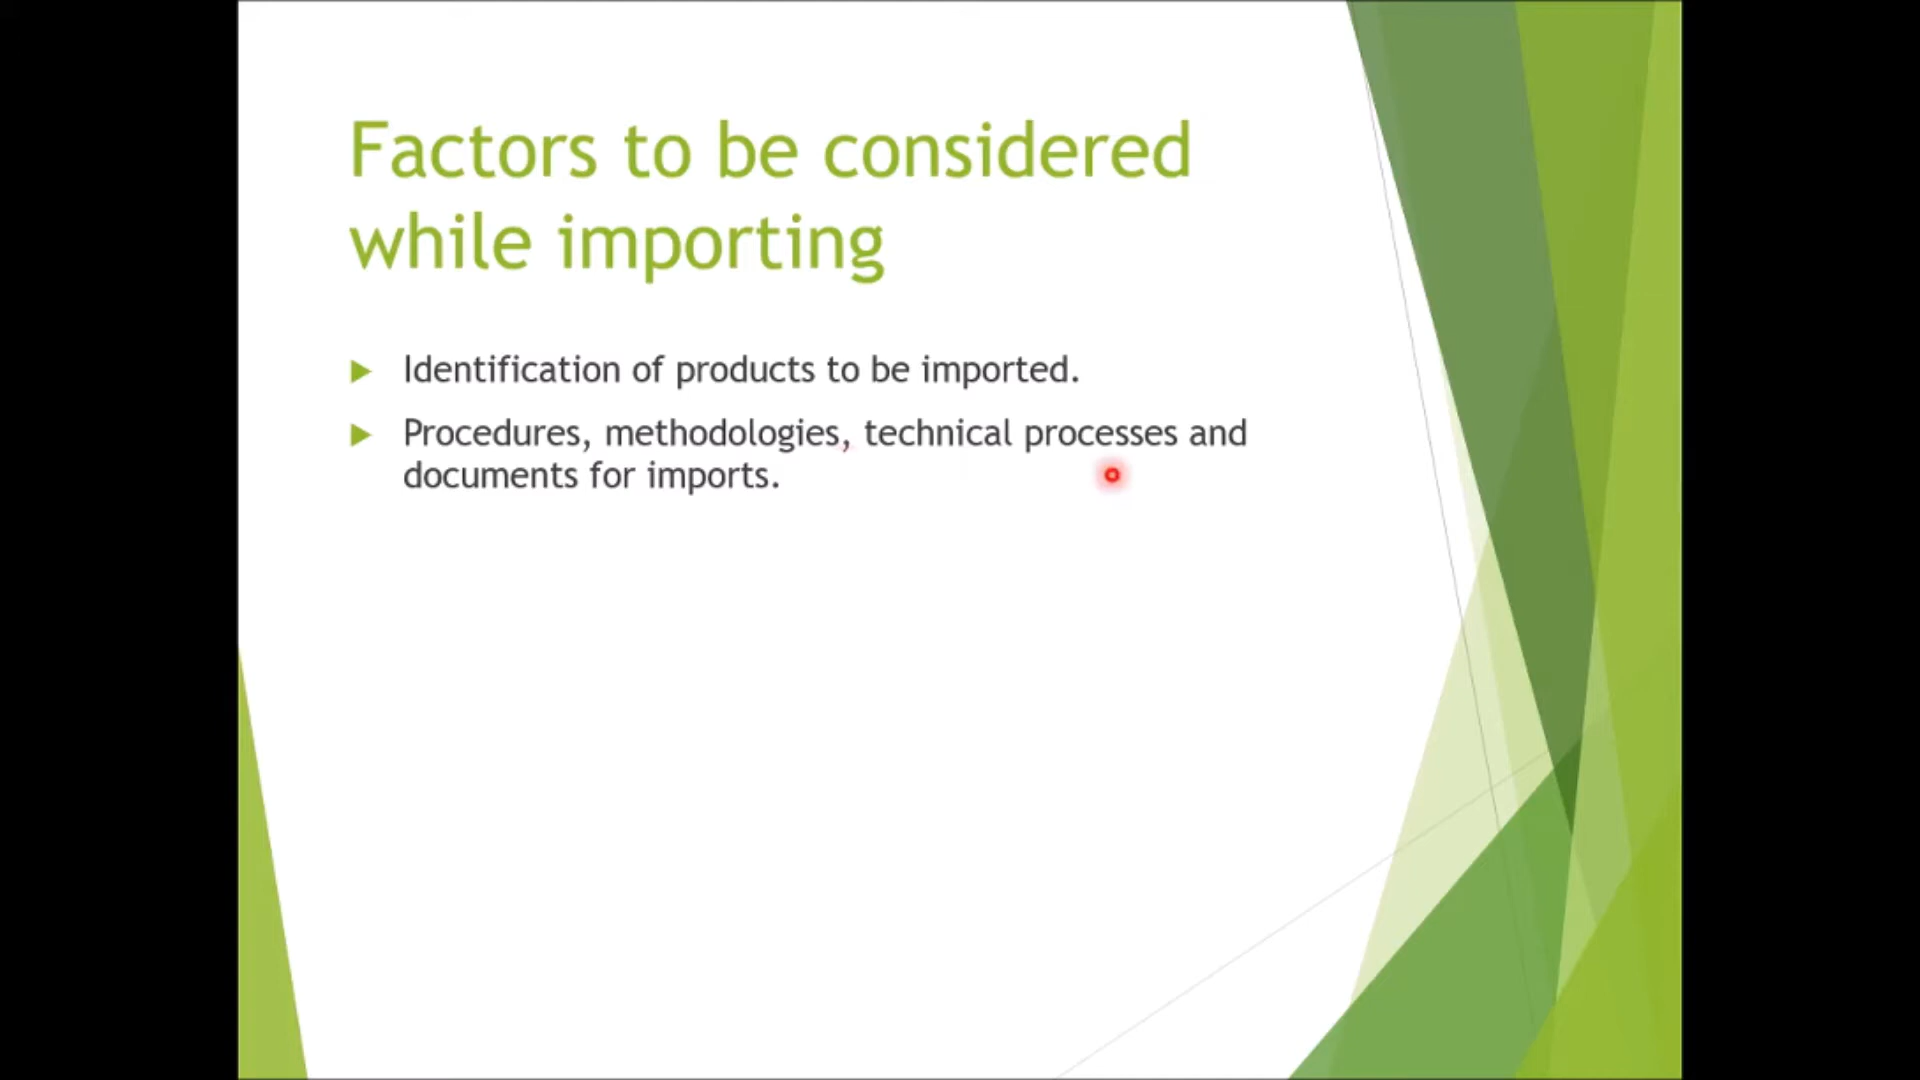 Factors to be considered
while importing
Identification of products to be imported.
Procedures, methodologies, technical processes and
documents for imports.